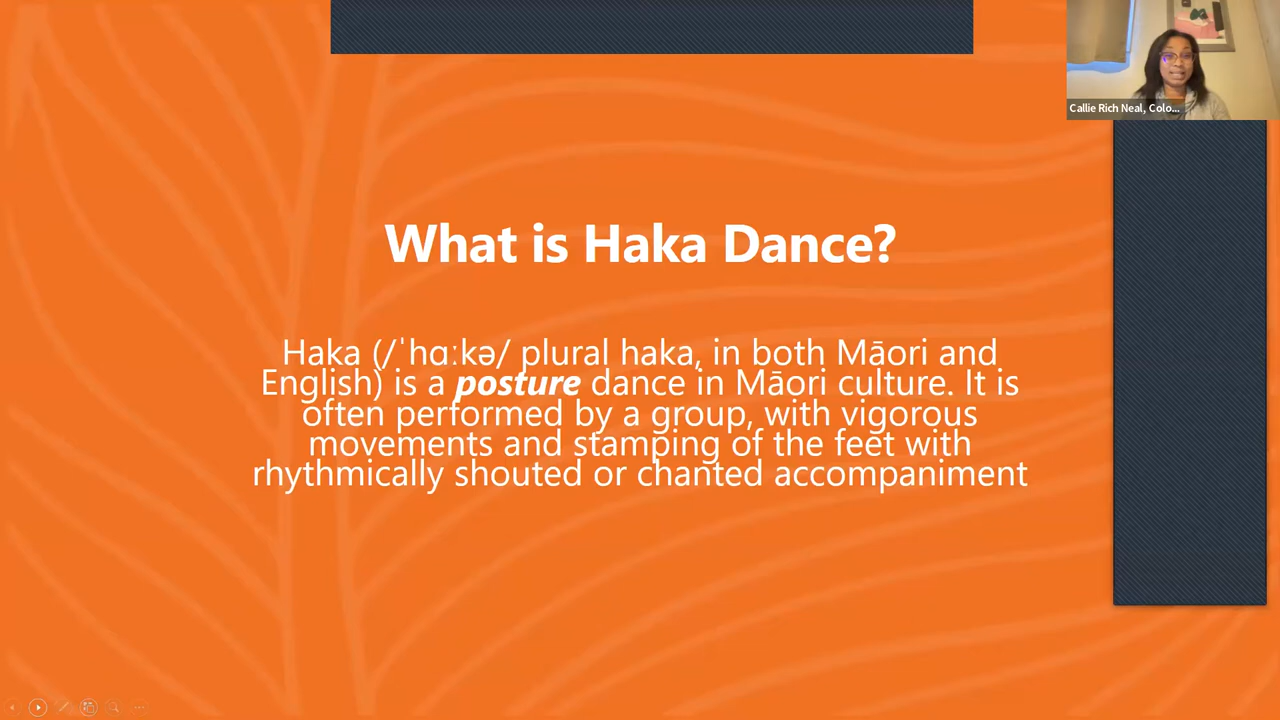 Callie Rich Neal, Colo...
What is Haka Dance?
Haka (/ˈhɑːkə/ plural haka, in both Māori and
English) is a posture dance in Māori culture. It is
often performed by a group, with vigorous
movements and stamping of the feet with
rhythmically shouted or chanted accompaniment